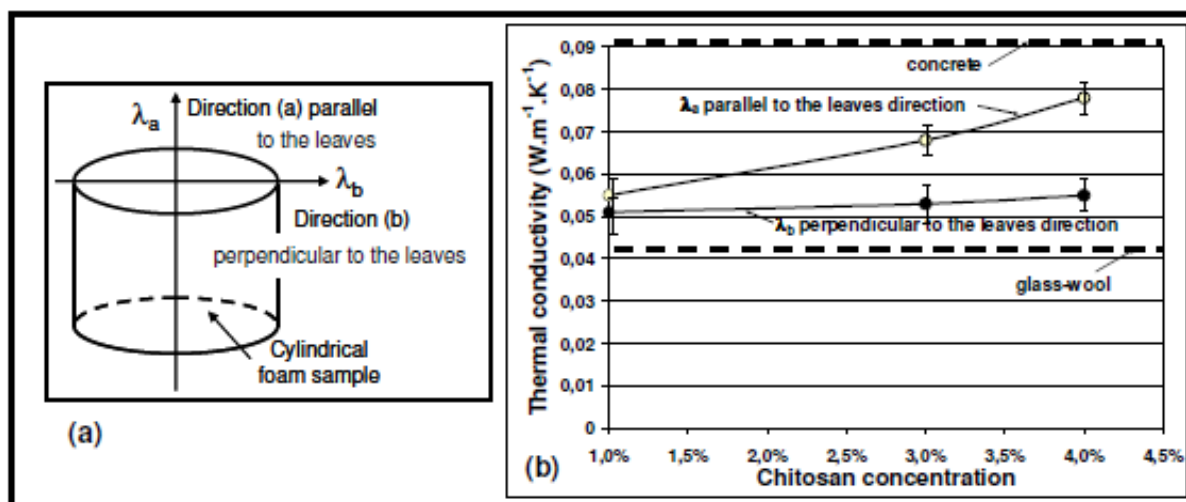 λa
Direction (a) parallel
to the leaves
λb
Direction (b)
perpendicular to the leaves
Cylindrical
foam sample
(a)
Thermal conductivity (W.m⁻¹.K⁻¹)
0,09
0,08
0,07
0,06
0,05
0,04
0,03
0,02
0,01
0
concrete
λa parallel to the leaves direction
λb perpendicular to the leaves direction
glass-wool
1,0% 1,5% 2,0% 2,5% 3,0% 3,5% 4,0% 4,5%
(b)
Chitosan concentration